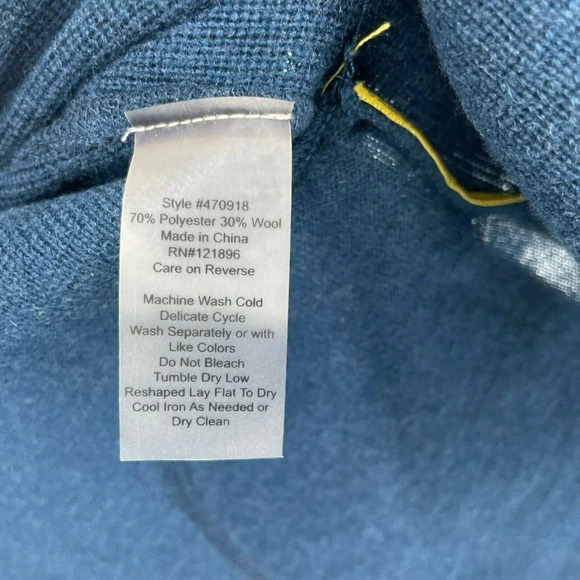 Style #470918
70% Polyester 30% Wool
Made in China
RN#121896
Care on Reverse
Machine Wash Cold
Delicate Cycle
Wash Separately or with
Like Colors
Do Not Bleach
Tumble Dry Low
Reshaped Lay Flat To Dry
Cool Iron As Needed or
Dry Clean